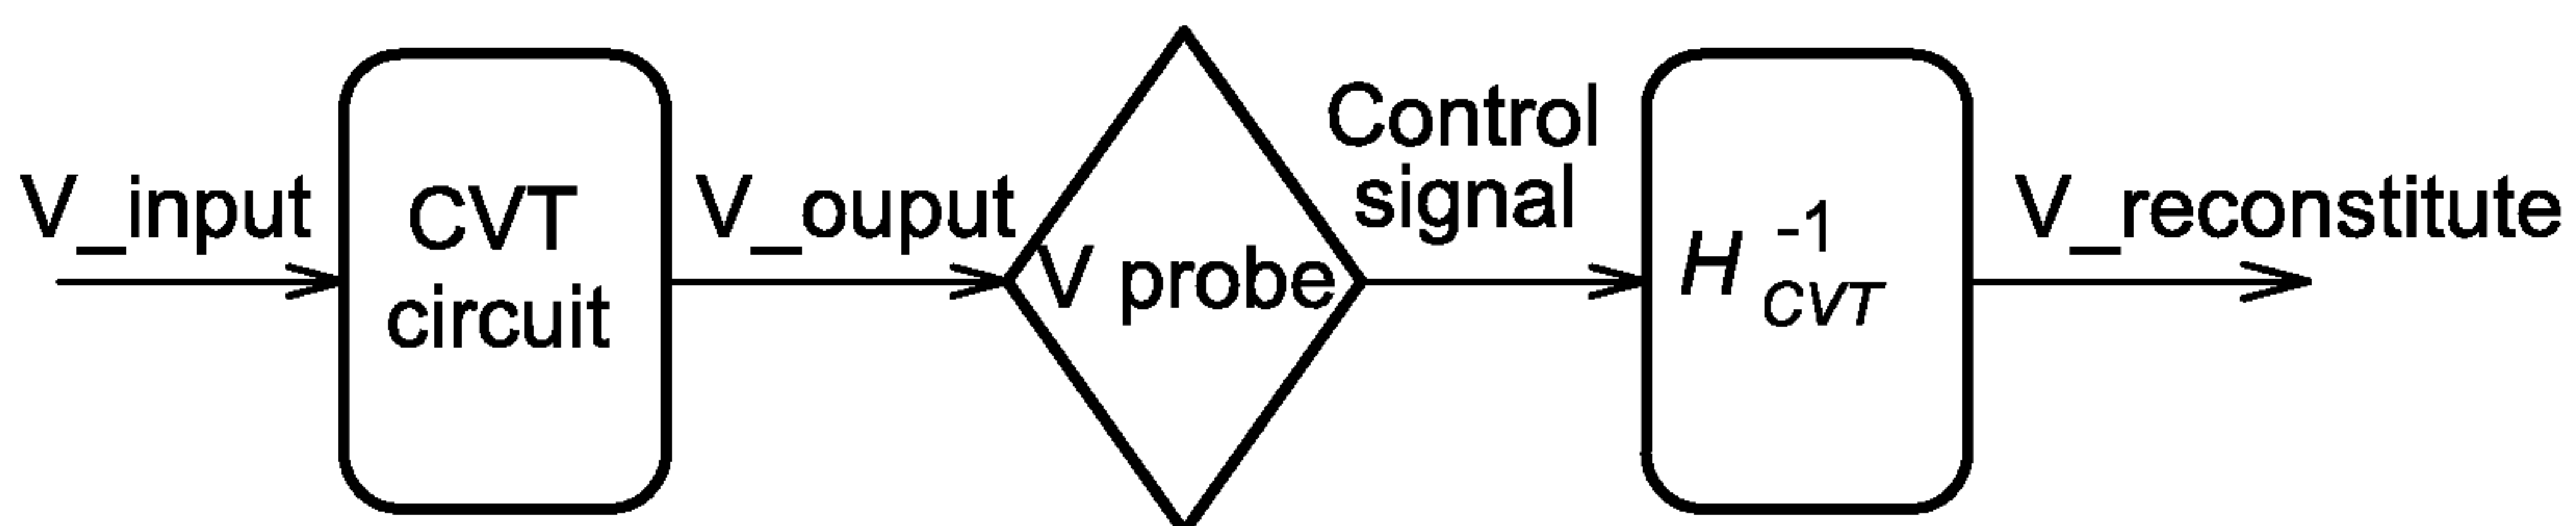 V_input
CVT
circuit
V_ouput
V probe
Control
signal
H -1 CVT
V_reconstitute